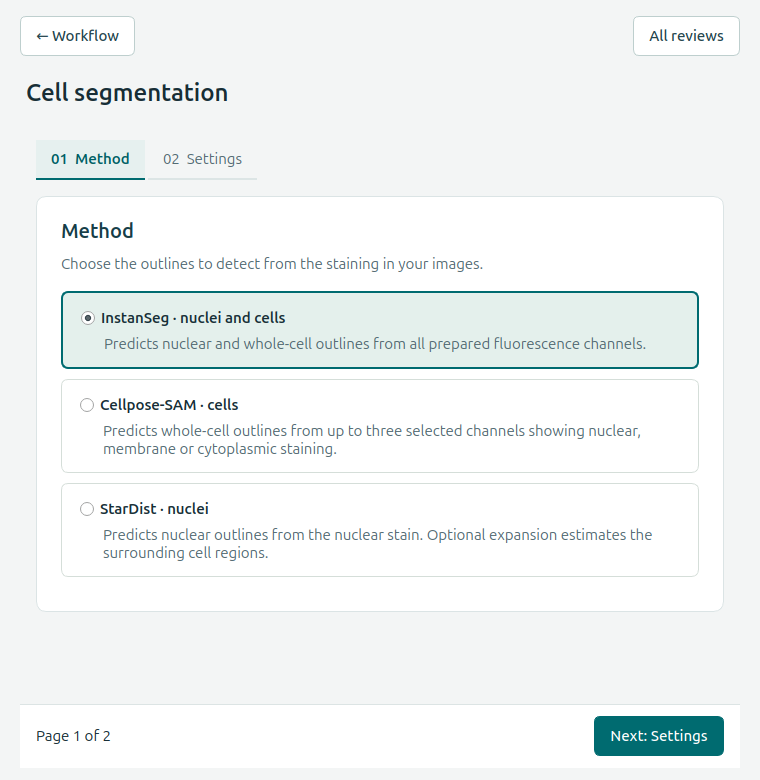 ← Workflow
All reviews
Cell segmentation
01 Method
02 Settings
Method
Choose the outlines to detect from the staining in your images.
InstanSeg · nuclei and cells
Predicts nuclear and whole-cell outlines from all prepared fluorescence channels.
Cellpose-SAM · cells
Predicts whole-cell outlines from up to three selected channels showing nuclear,
membrane or cytoplasmic staining.
StarDist · nuclei
Predicts nuclear outlines from the nuclear stain. Optional expansion estimates the
surrounding cell regions.
Page 1 of 2
Next: Settings